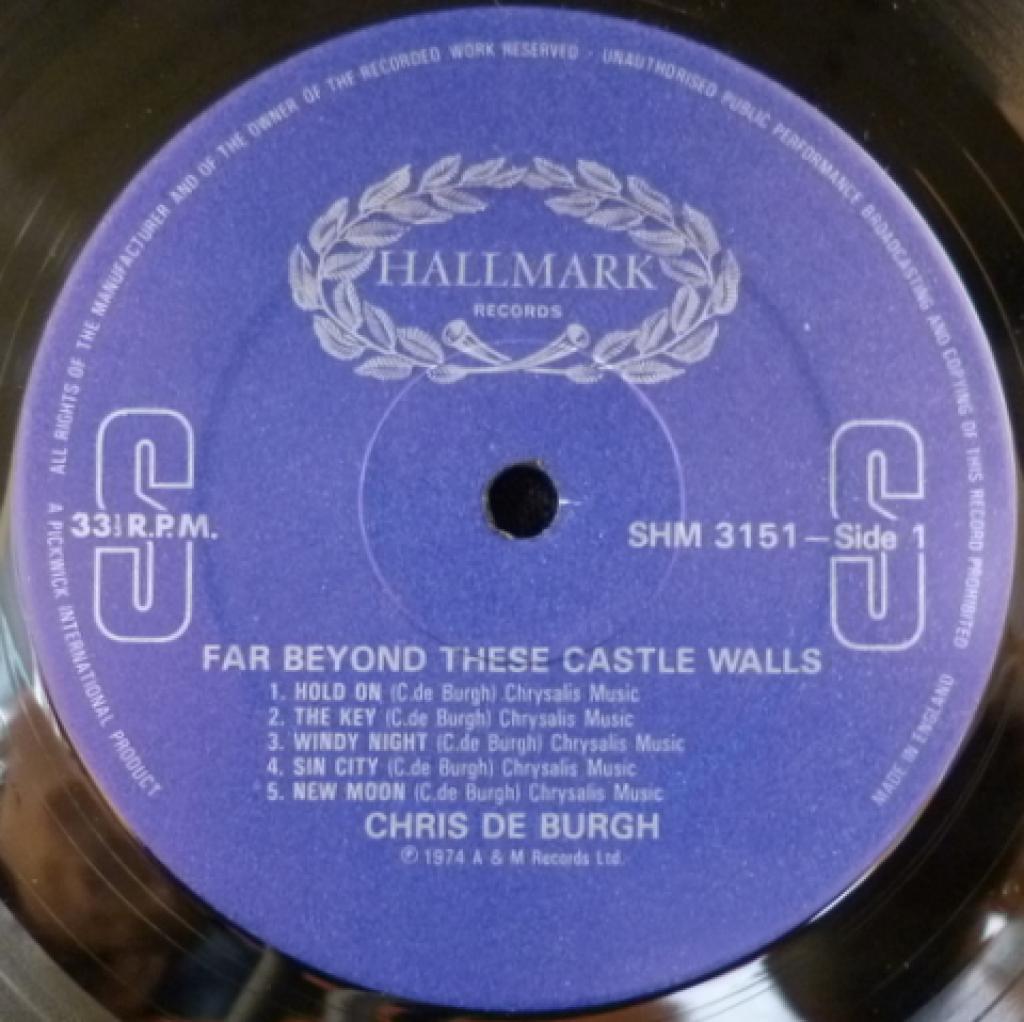 ALL RIGHTS OF THE MANUFACTURER AND OF THE OWNER OF THE RECORDED WORK RESERVED · UNAUTHORISED PUBLIC PERFORMANCE BROADCASTING AND COPYING OF THIS RECORD PROHIBITED
HALLMARK
RECORDS
S
S
33⅓ R.P.M.
SHM 3151 – Side 1
FAR BEYOND THESE CASTLE WALLS
1. HOLD ON (C.de Burgh) Chrysalis Music
2. THE KEY (C.de Burgh) Chrysalis Music
3. WINDY NIGHT (C.de Burgh) Chrysalis Music
4. SIN CITY (C.de Burgh) Chrysalis Music
5. NEW MOON (C.de Burgh) Chrysalis Music
CHRIS DE BURGH
℗ 1974 A & M Records Ltd.
A PICKWICK INTERNATIONAL PRODUCT
MADE IN ENGLAND